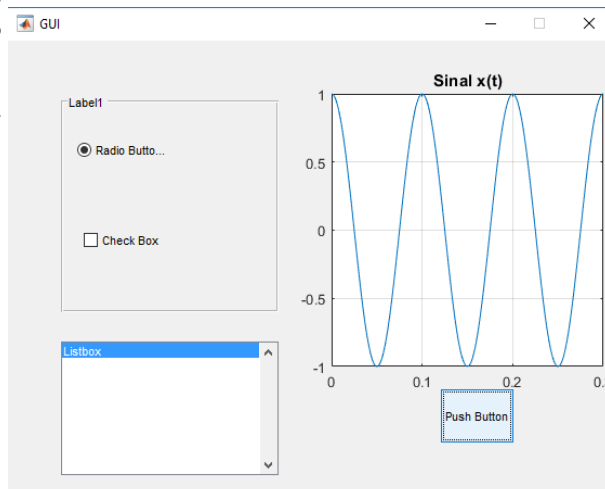 GUI
Label1
Radio Butto...
Check Box
Listbox
Sinal x(t)
1
0.5
0
-0.5
-1
0
0.1
0.2
Push Button